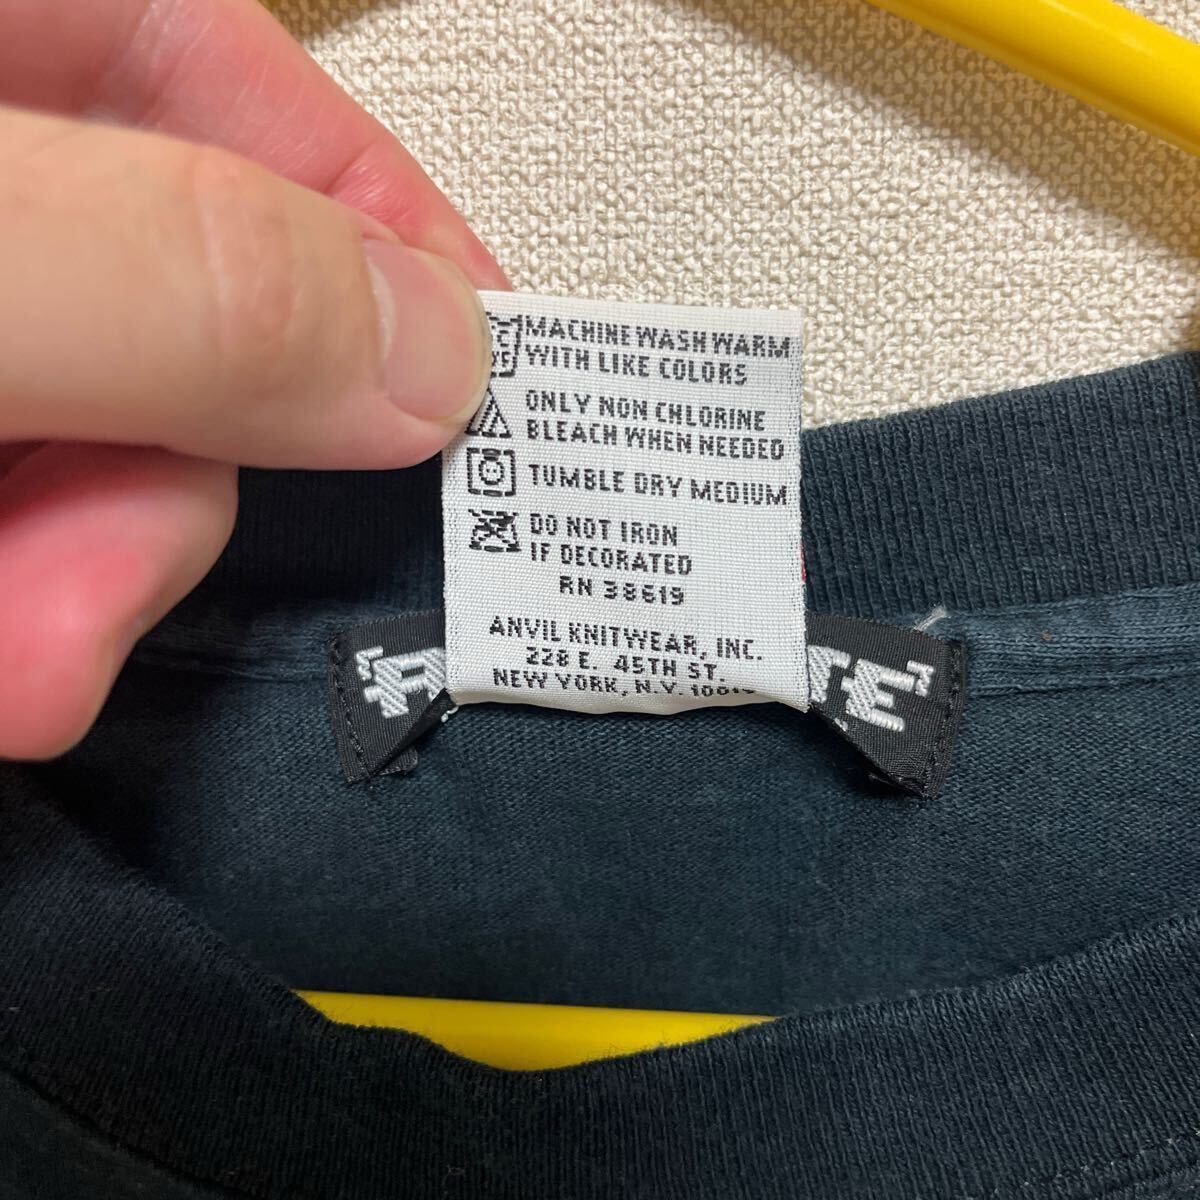 MACHINE WASH WARM
WITH LIKE COLORS
ONLY NON CHLORINE
BLEACH WHEN NEEDED
TUMBLE DRY MEDIUM
DO NOT IRON
IF DECORATED
RN 38619
ANVIL KNITWEAR, INC.
228 E. 45TH ST.
NEW YORK, N.Y.